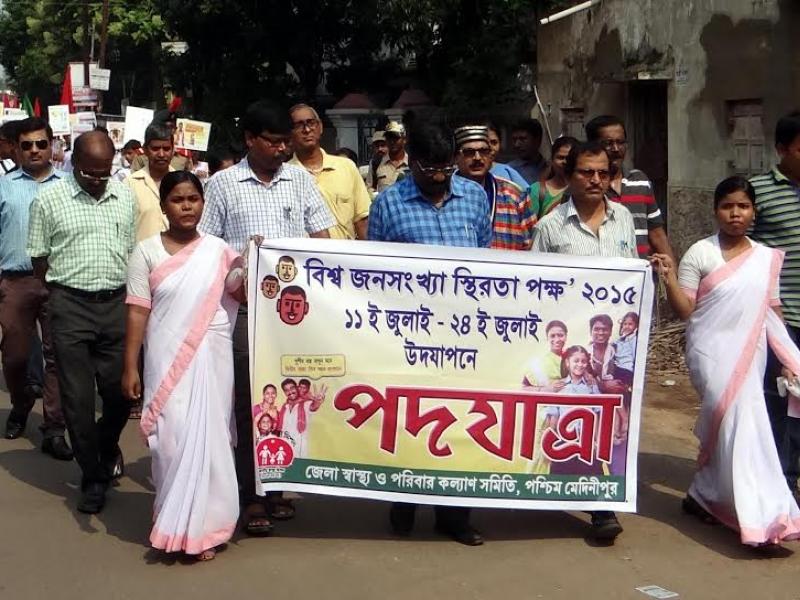 বিশ্ব জনসংখ্যা স্থিরতা পক্ষ' ২০১৫
১১ ই জুলাই - ২৪ ই জুলাই
উদযাপনে
পদযাত্রা
জেলা স্বাস্থ্য ও পরিবার কল্যাণ সমিতি, পশ্চিম মেদিনীপুর